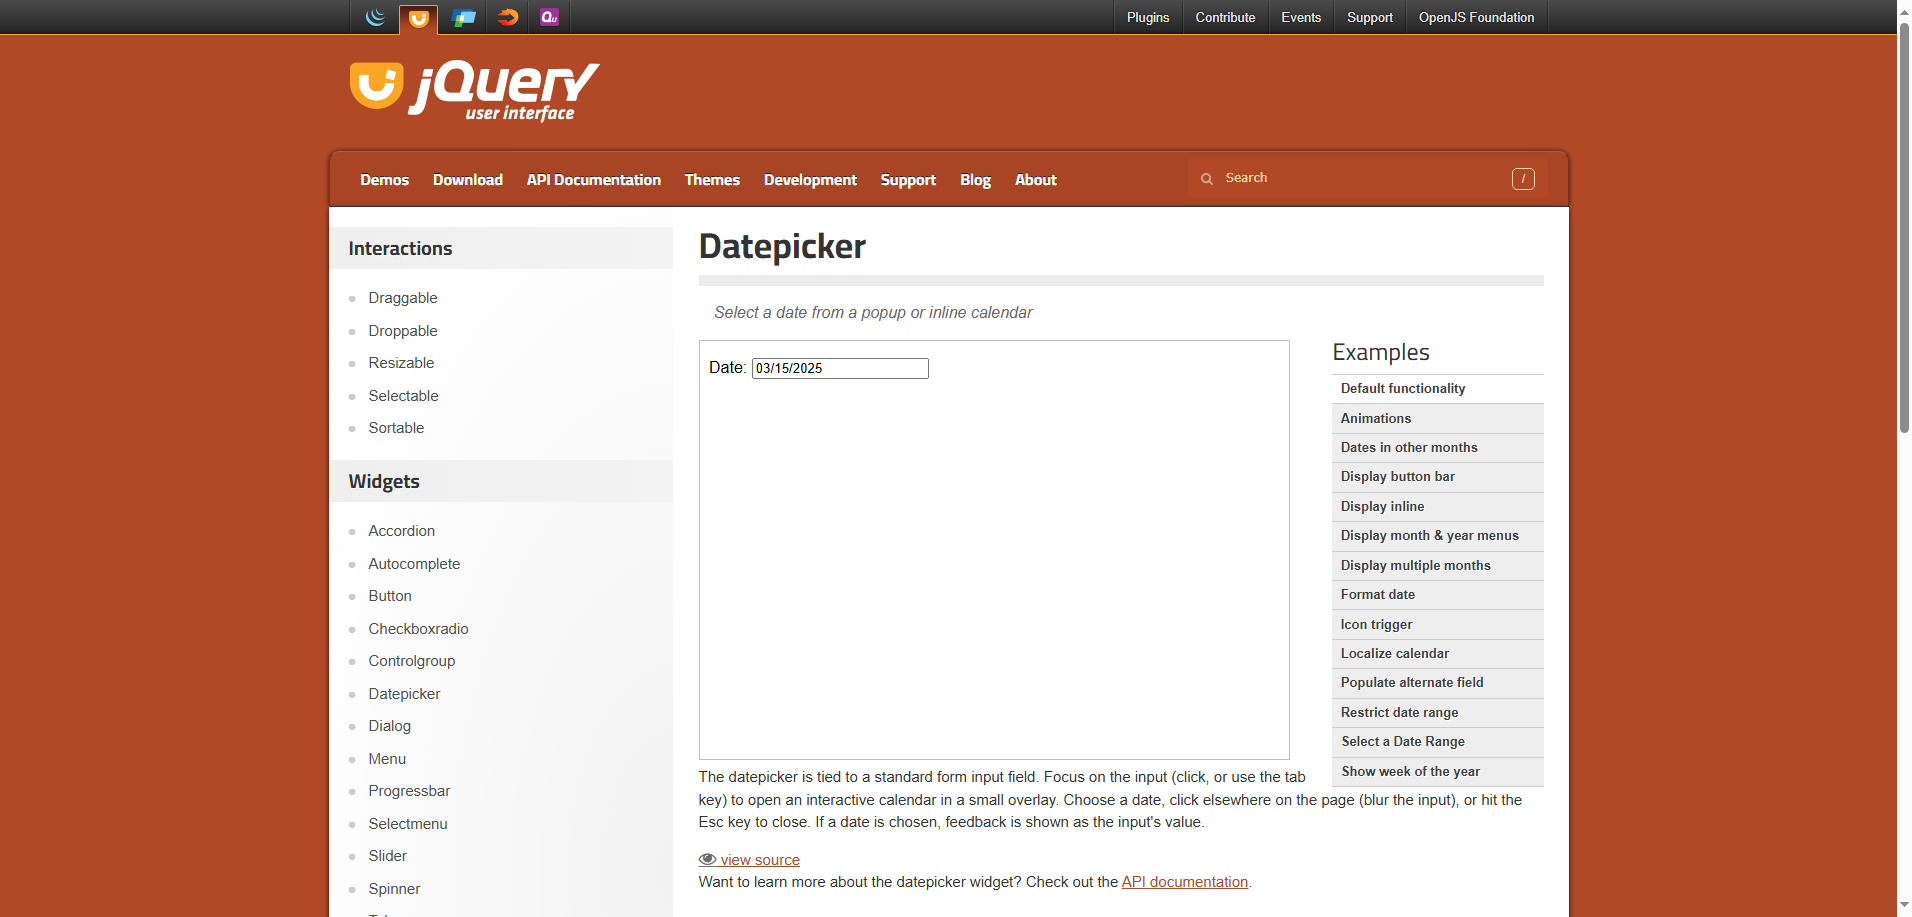 Plugins
Contribute
Events
Support
OpenJS Foundation
Qu
jQuery
user interface
Demos
Download
API Documentation
Themes
Development
Support
Blog
About
Search
/
Interactions
Draggable
Droppable
Resizable
Selectable
Sortable
Widgets
Accordion
Autocomplete
Button
Checkboxradio
Controlgroup
Datepicker
Dialog
Menu
Progressbar
Selectmenu
Slider
Spinner
Datepicker
Select a date from a popup or inline calendar
Date: 03/15/2025
Examples
Default functionality
Animations
Dates in other months
Display button bar
Display inline
Display month & year menus
Display multiple months
Format date
Icon trigger
Localize calendar
Populate alternate field
Restrict date range
Select a Date Range
Show week of the year
The datepicker is tied to a standard form input field. Focus on the input (click, or use the tab
key) to open an interactive calendar in a small overlay. Choose a date, click elsewhere on the page (blur the input), or hit the
Esc key to close. If a date is chosen, feedback is shown as the input's value.
view source
Want to learn more about the datepicker widget? Check out the API documentation.